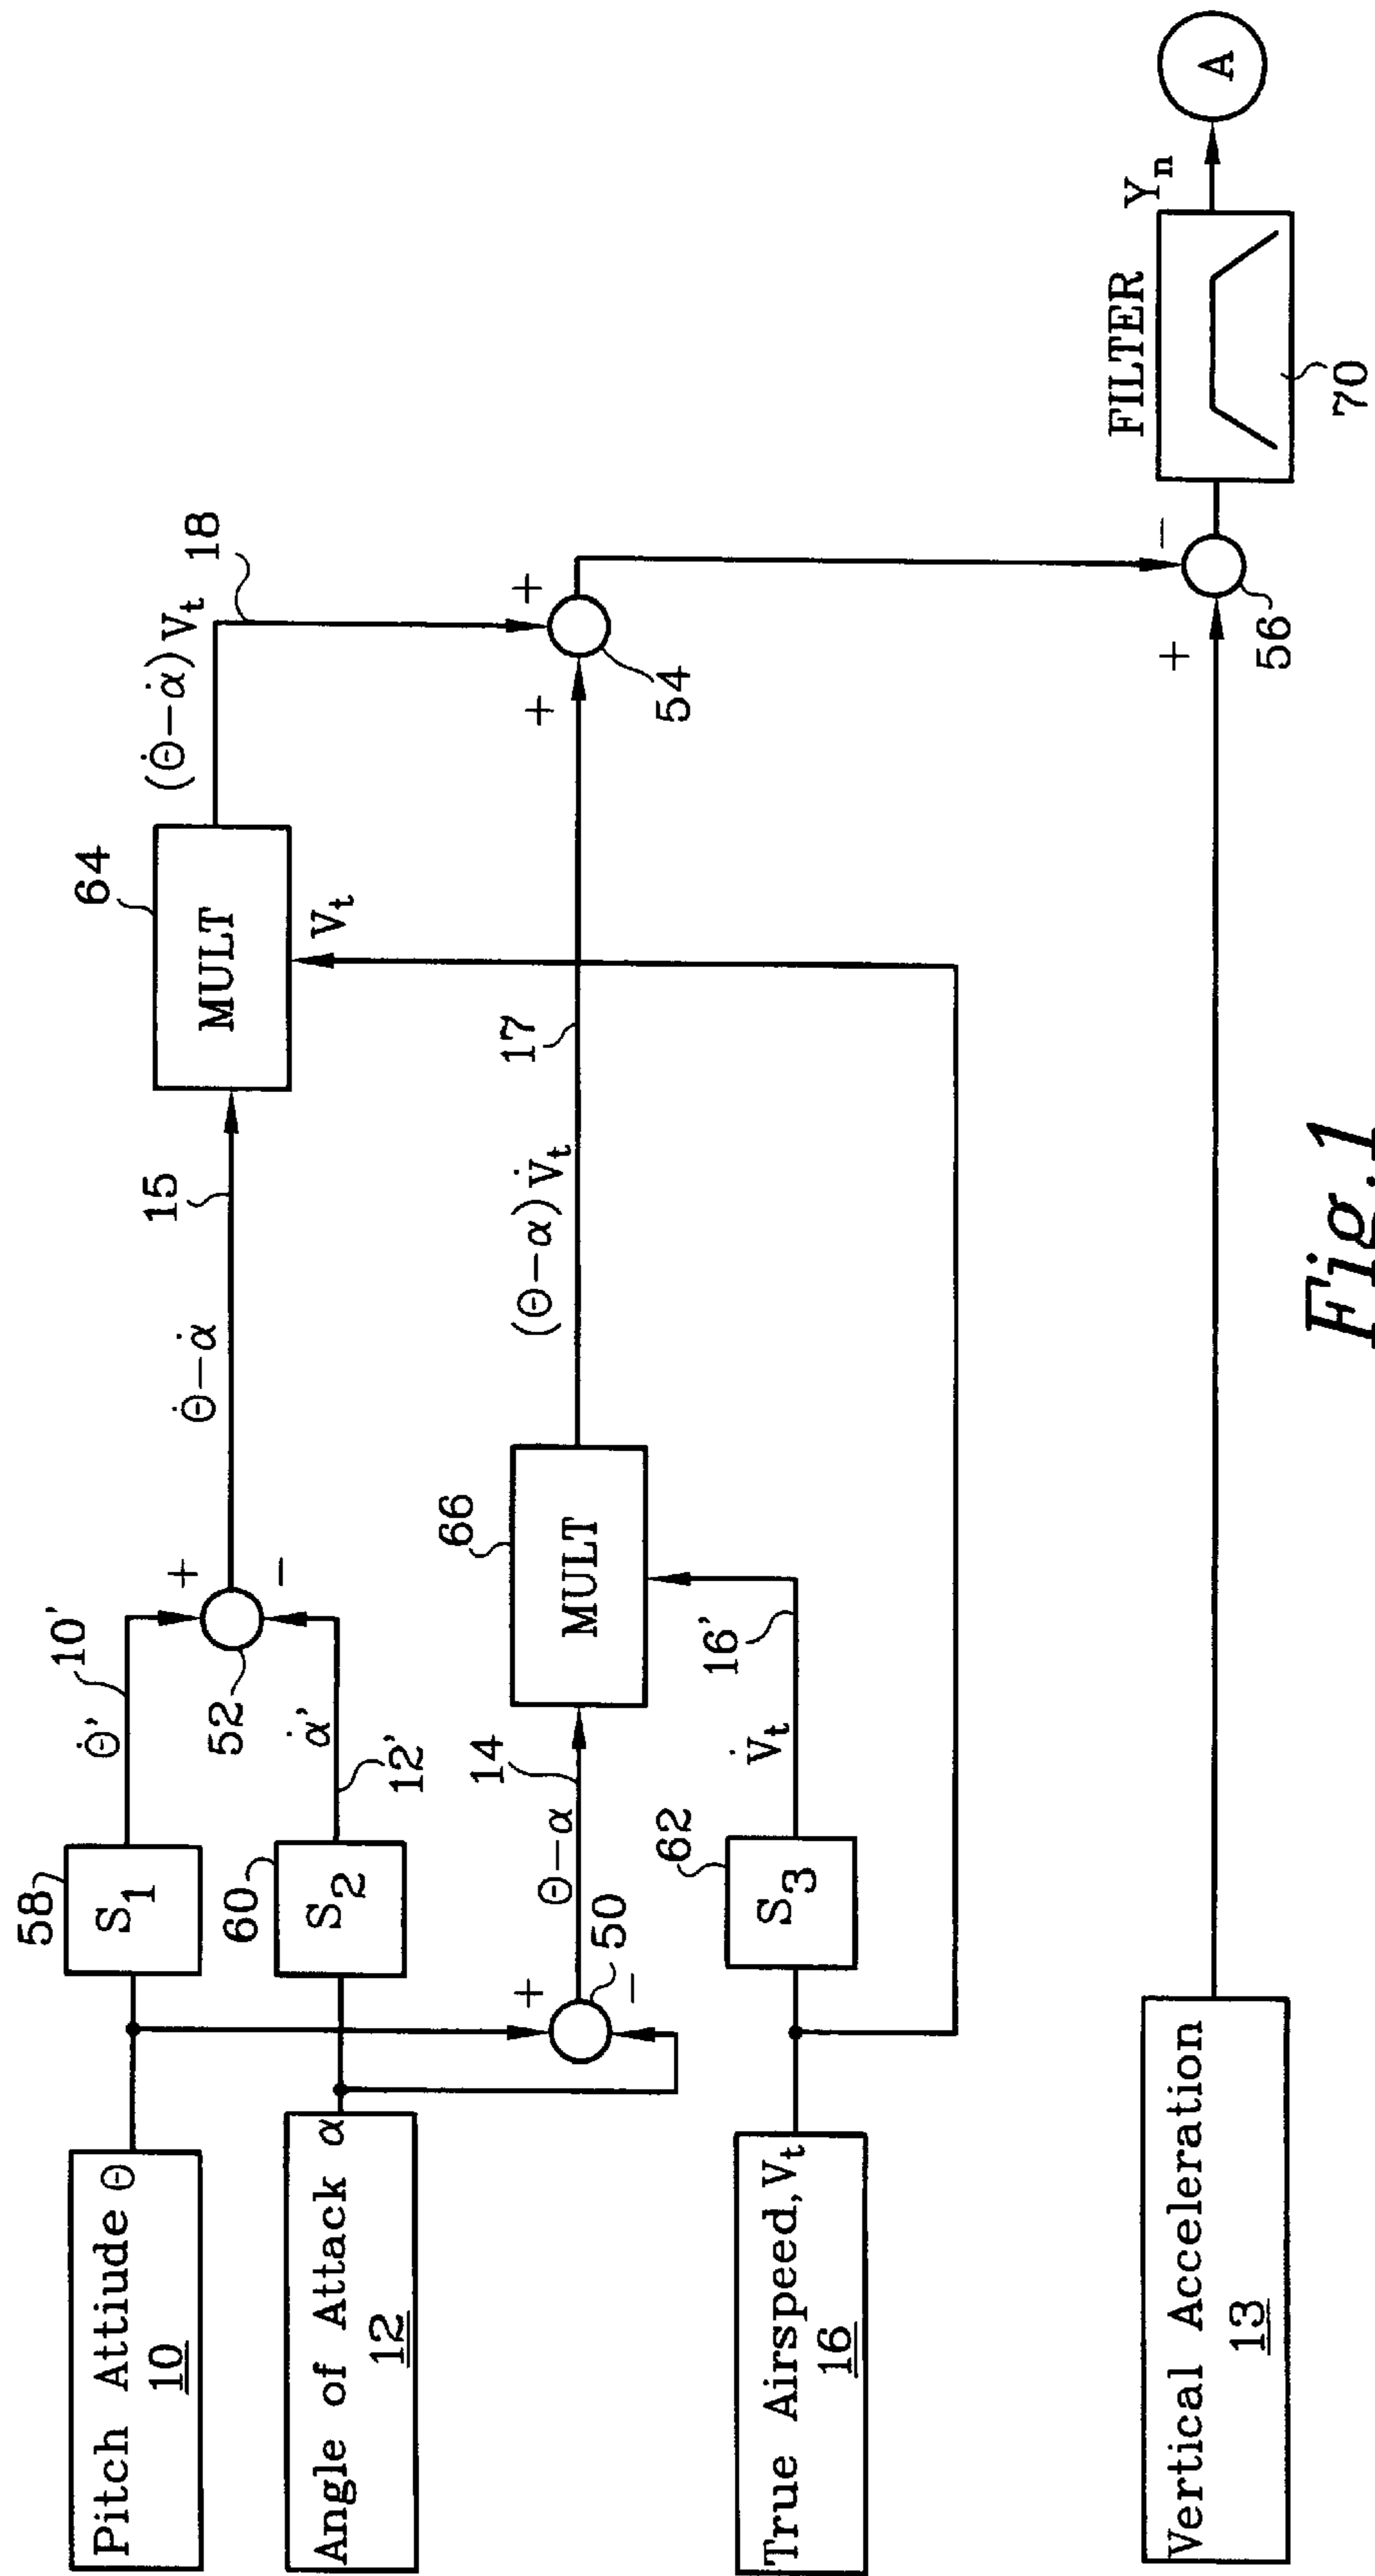 Pitch Attiude Θ
10
58
S1
Θ̇'
10'
52
+
−
Θ̇−α̇
15
64
MULT
Vt
(Θ̇−α̇)Vt
18
Angle of Attack α
12
60
S2
α̇'
12'
+
−
50
Θ−α
14
66
MULT
(Θ−α)V̇t
17
+
+
54
True Airspeed,Vt
16
62
S3
V̇t
16'
Vertical Acceleration
13
+
−
56
FILTER
70
Yn
A
Fig.1